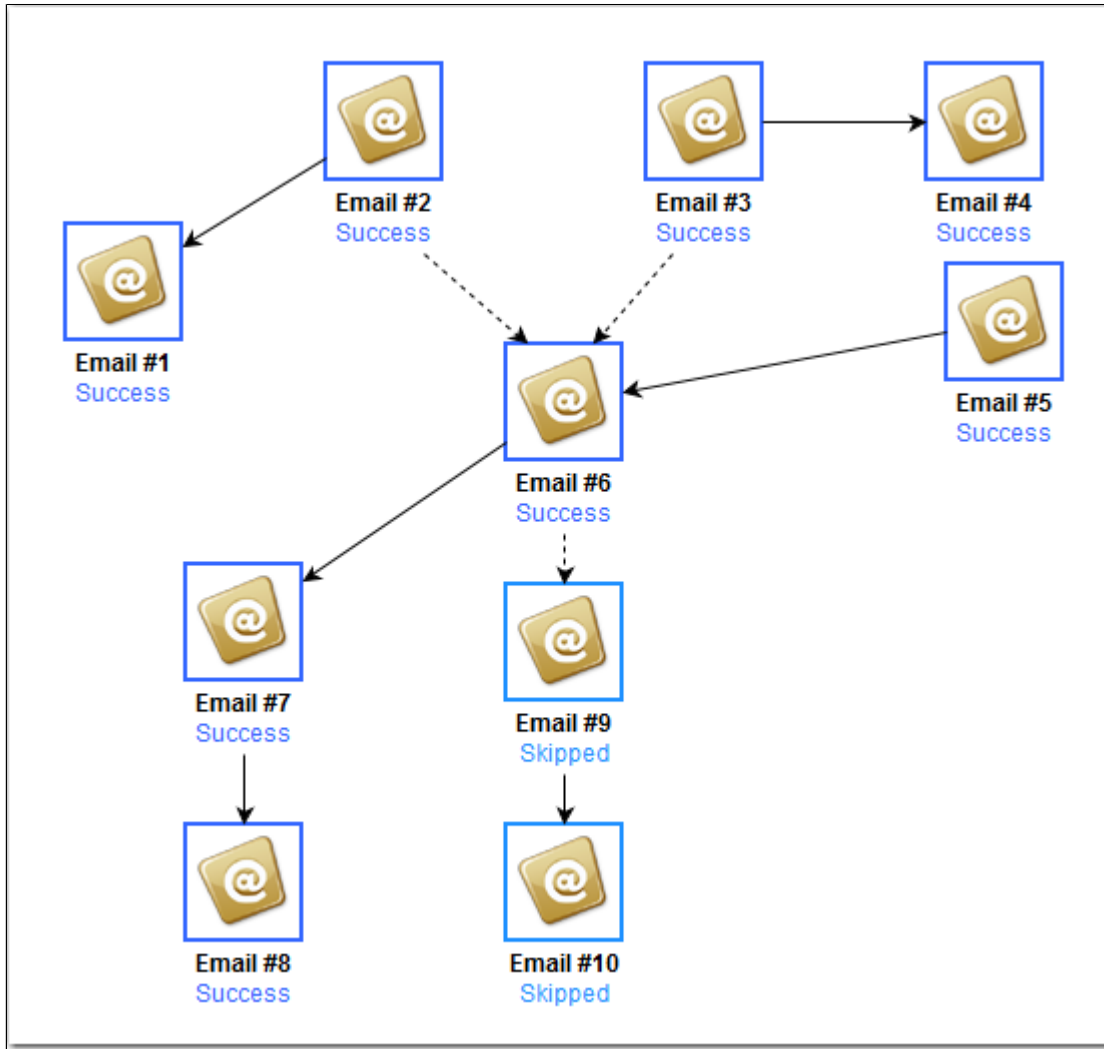 Email #2
Success
Email #3
Success
Email #4
Success
Email #1
Success
Email #5
Success
Email #6
Success
Email #7
Success
Email #9
Skipped
Email #8
Success
Email #10
Skipped